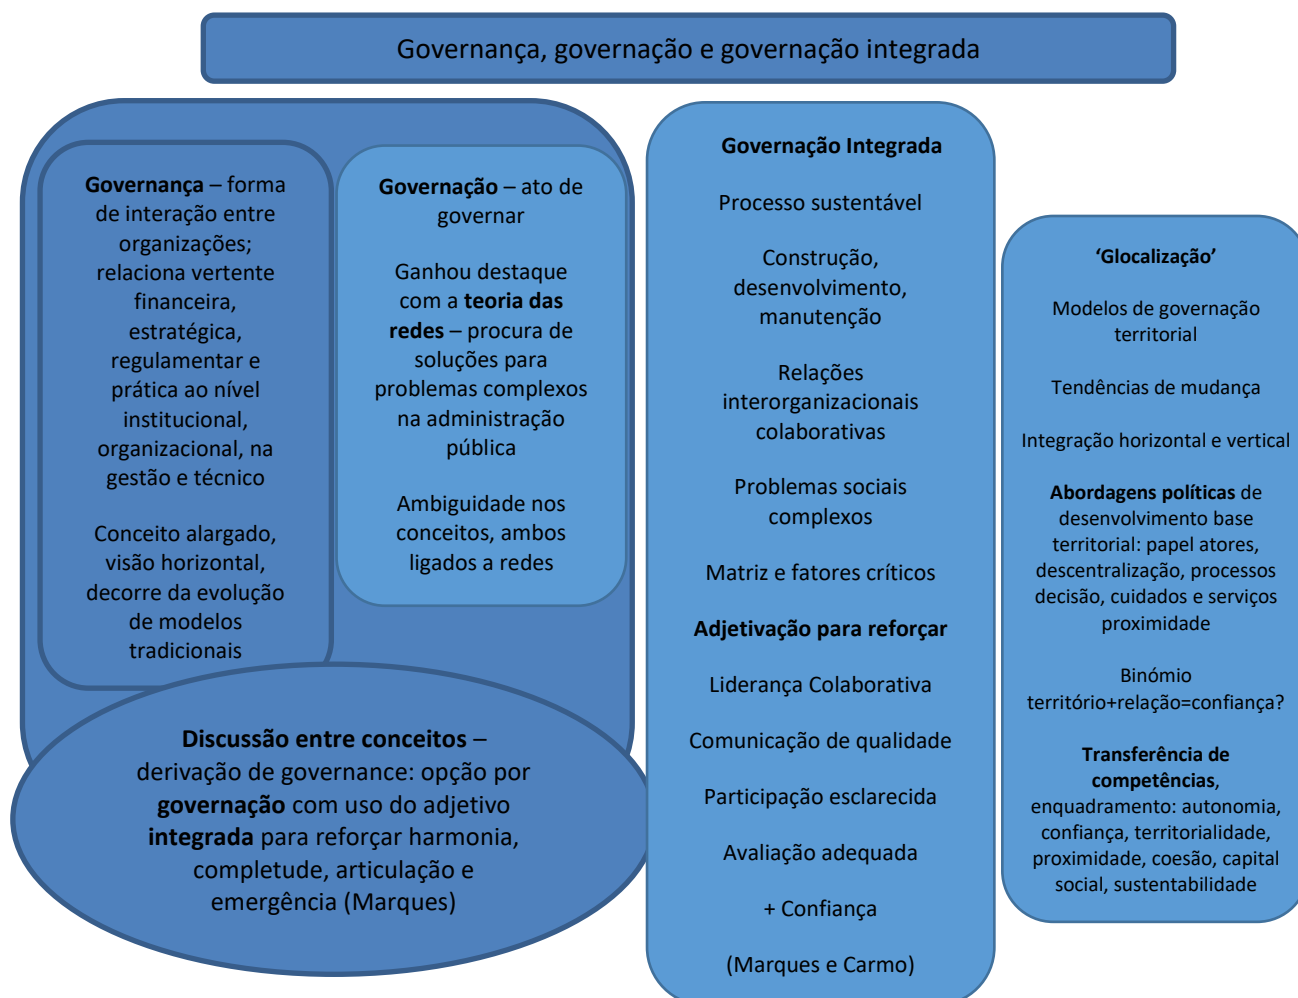 Governança, governação e governação integrada
Governança – forma
de interação entre
organizações;
relaciona vertente
financeira,
estratégica,
regulamentar e
prática ao nível
institucional,
organizacional, na
gestão e técnico
Conceito alargado,
visão horizontal,
decorre da evolução
de modelos
tradicionais
Governação – ato de
governar
Ganhou destaque
com a teoria das
redes – procura de
soluções para
problemas complexos
na administração
pública
Ambiguidade nos
conceitos, ambos
ligados a redes
Discussão entre conceitos –
derivação de governance: opção por
governação com uso do adjetivo
integrada para reforçar harmonia,
completude, articulação e
emergência (Marques)
Governação Integrada
Processo sustentável
Construção,
desenvolvimento,
manutenção
Relações
interorganizacionais
colaborativas
Problemas sociais
complexos
Matriz e fatores críticos
Adjetivação para reforçar
Liderança Colaborativa
Comunicação de qualidade
Participação esclarecida
Avaliação adequada
+ Confiança
(Marques e Carmo)
‘Glocalização’
Modelos de governação
territorial
Tendências de mudança
Integração horizontal e vertical
Abordagens políticas de
desenvolvimento base
territorial: papel atores,
descentralização, processos
decisão, cuidados e serviços
proximidade
Binómio
território+relação=confiança?
Transferência de
competências,
enquadramento: autonomia,
confiança, territorialidade,
proximidade, coesão, capital
social, sustentabilidade